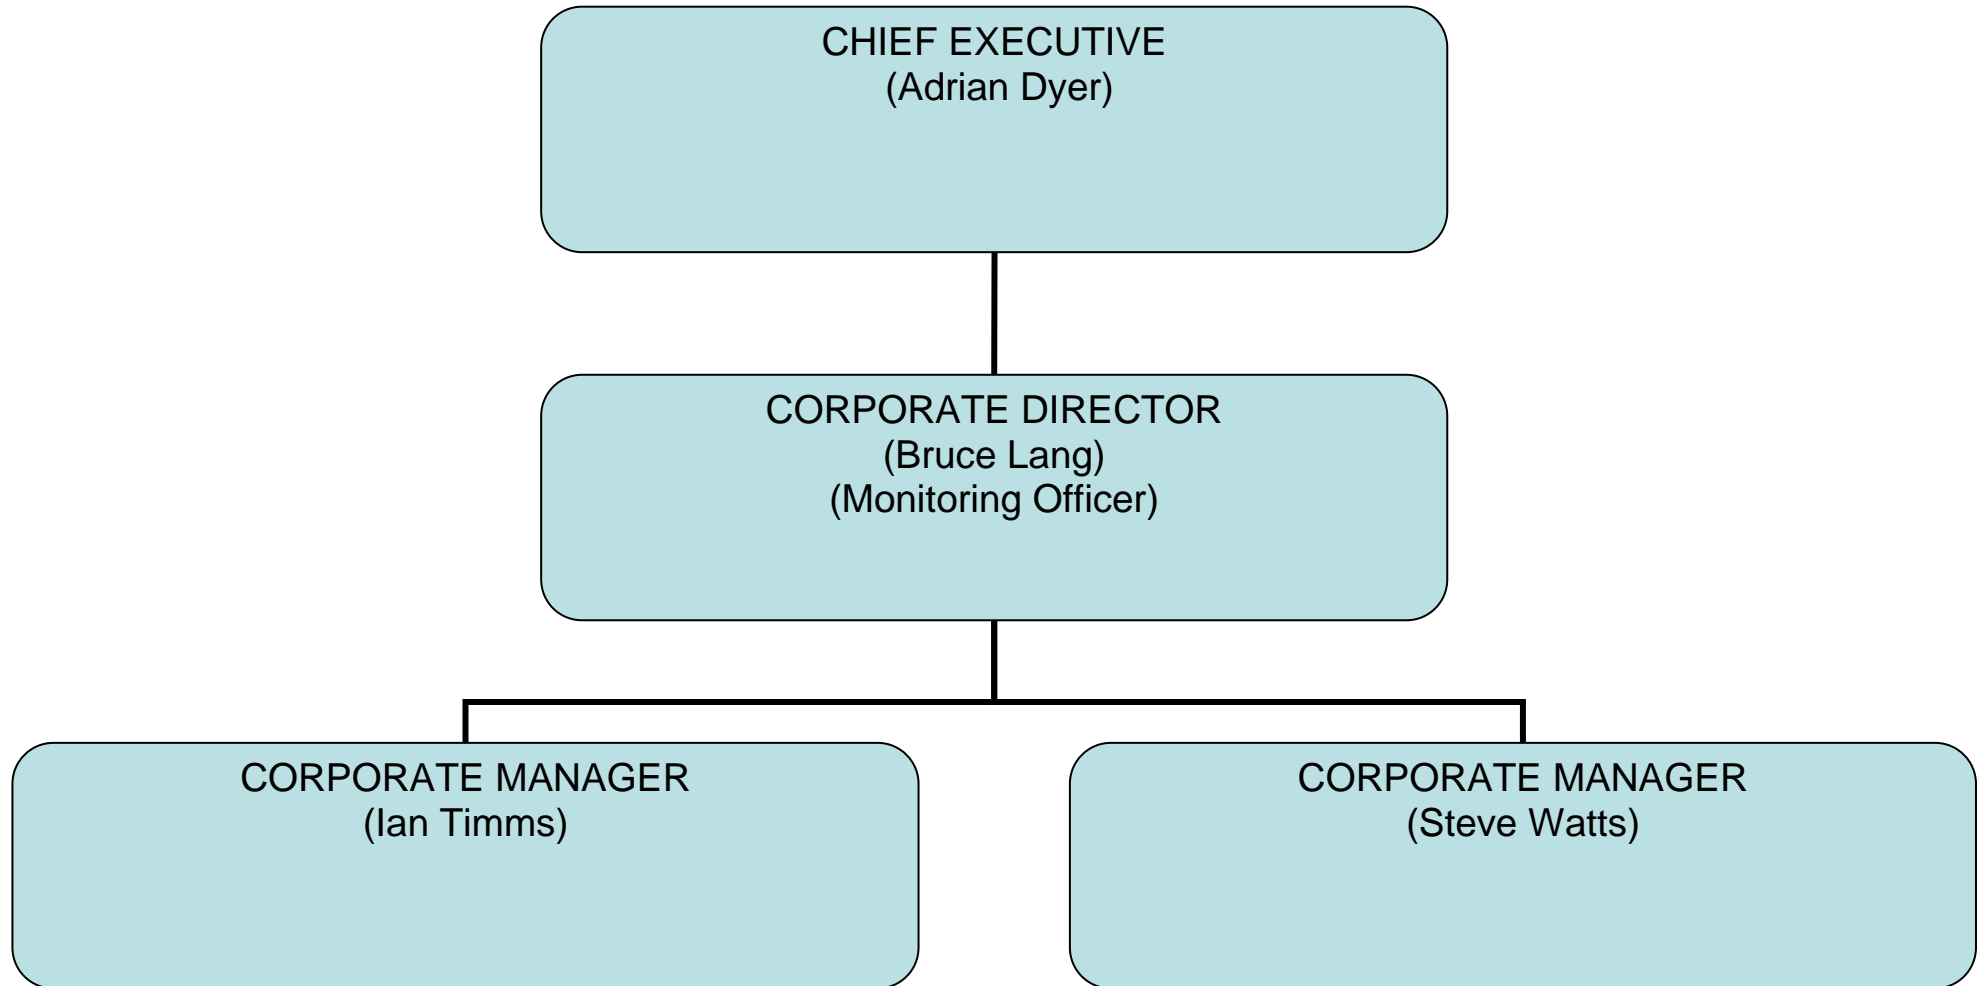 CHIEF EXECUTIVE
(Adrian Dyer)
CORPORATE DIRECTOR
(Bruce Lang)
(Monitoring Officer)
CORPORATE MANAGER
(Ian Timms)
CORPORATE MANAGER
(Steve Watts)